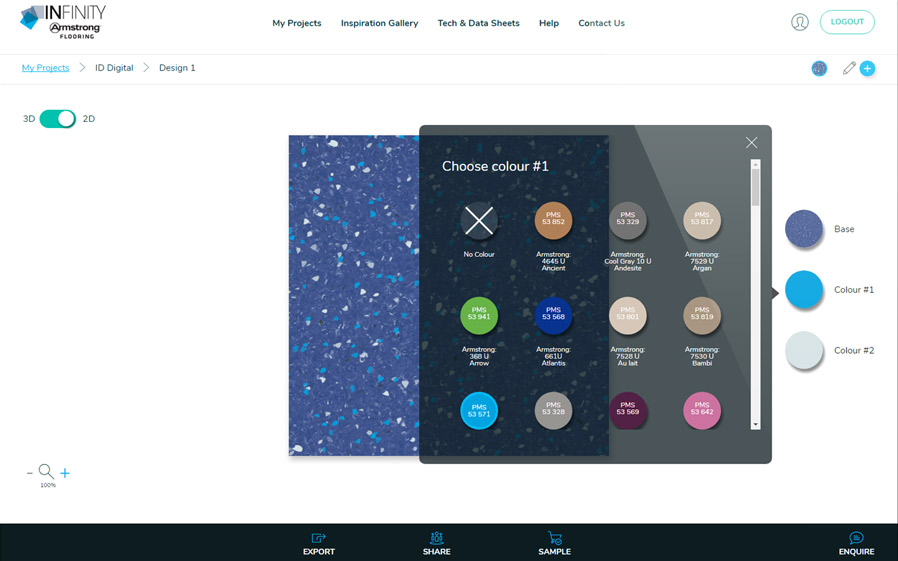 INFINITY
Armstrong
FLOORING
My Projects
Inspiration Gallery
Tech & Data Sheets
Help
Contact Us
LOGOUT
My Projects
ID Digital
Design 1
3D
2D
Choose colour #1
No Colour
PMS
53 852
Armstrong:
4645 U
Ancient
PMS
53 329
Armstrong:
Cool Gray 10 U
Andesite
PMS
53 817
Armstrong:
7529 U
Argan
PMS
53 941
Armstrong:
368 U
Arrow
PMS
53 568
Armstrong:
661U
Atlantis
PMS
53 801
Armstrong:
7528 U
Au lait
PMS
53 819
Armstrong:
7530 U
Bambi
PMS
53 571
PMS
53 328
PMS
53 569
PMS
53 642
Base
Colour #1
Colour #2
100%
EXPORT
SHARE
SAMPLE
ENQUIRE